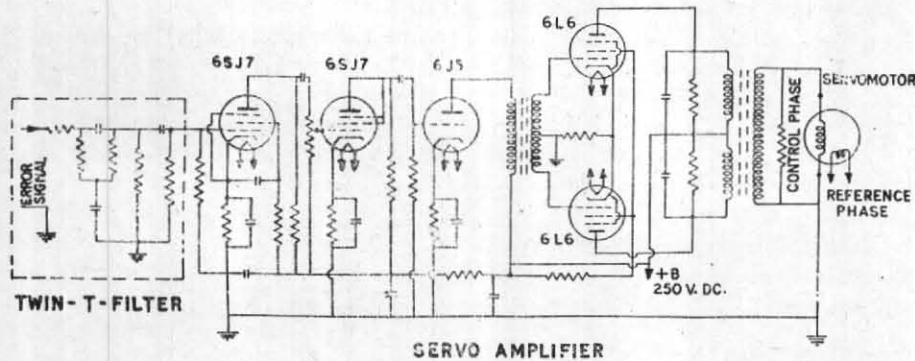 6SJ7
6SJ7
6J5
6L6
6L6
ERROR
SIGNAL
TWIN-T-FILTER
+B
250 V. DC.
CONTROL PHASE
SERVOMOTOR
REFERENCE
PHASE
SERVO AMPLIFIER